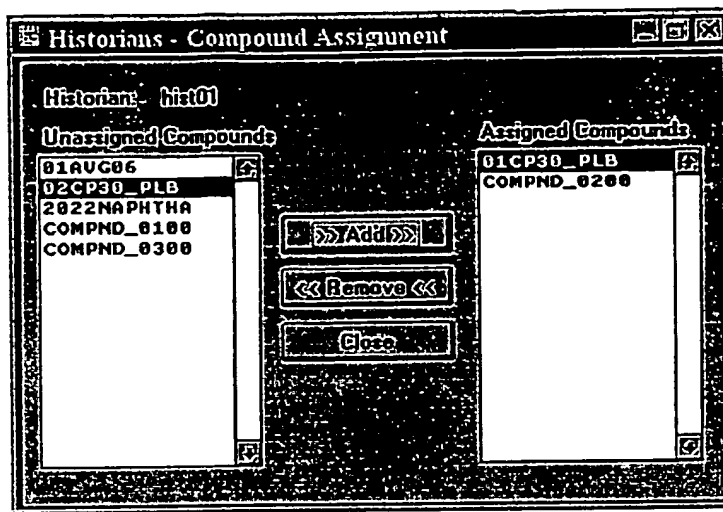 Historians - Compound Assignment
Historian: hist01
Unassigned Compounds
01AVG06
02CP30_PLB
2022NAPHTHA
COMPND_0100
COMPND_0300
>> Add >>
<< Remove <<
Close
Assigned Compounds
01CP30_PLB
COMPND_0200